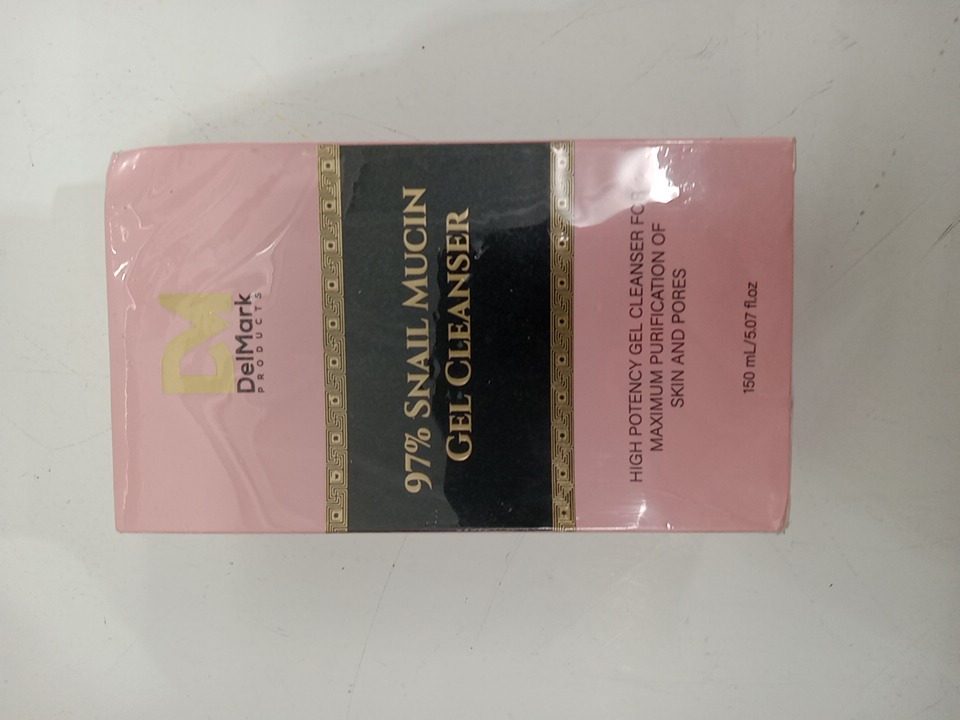 DM
DelMark
PRODUCTS
97% SNAIL MUCIN
GEL CLEANSER
HIGH POTENCY GEL CLEANSER FOR
MAXIMUM PURIFICATION OF
SKIN AND PORES
150 mL/5.07 fl.oz